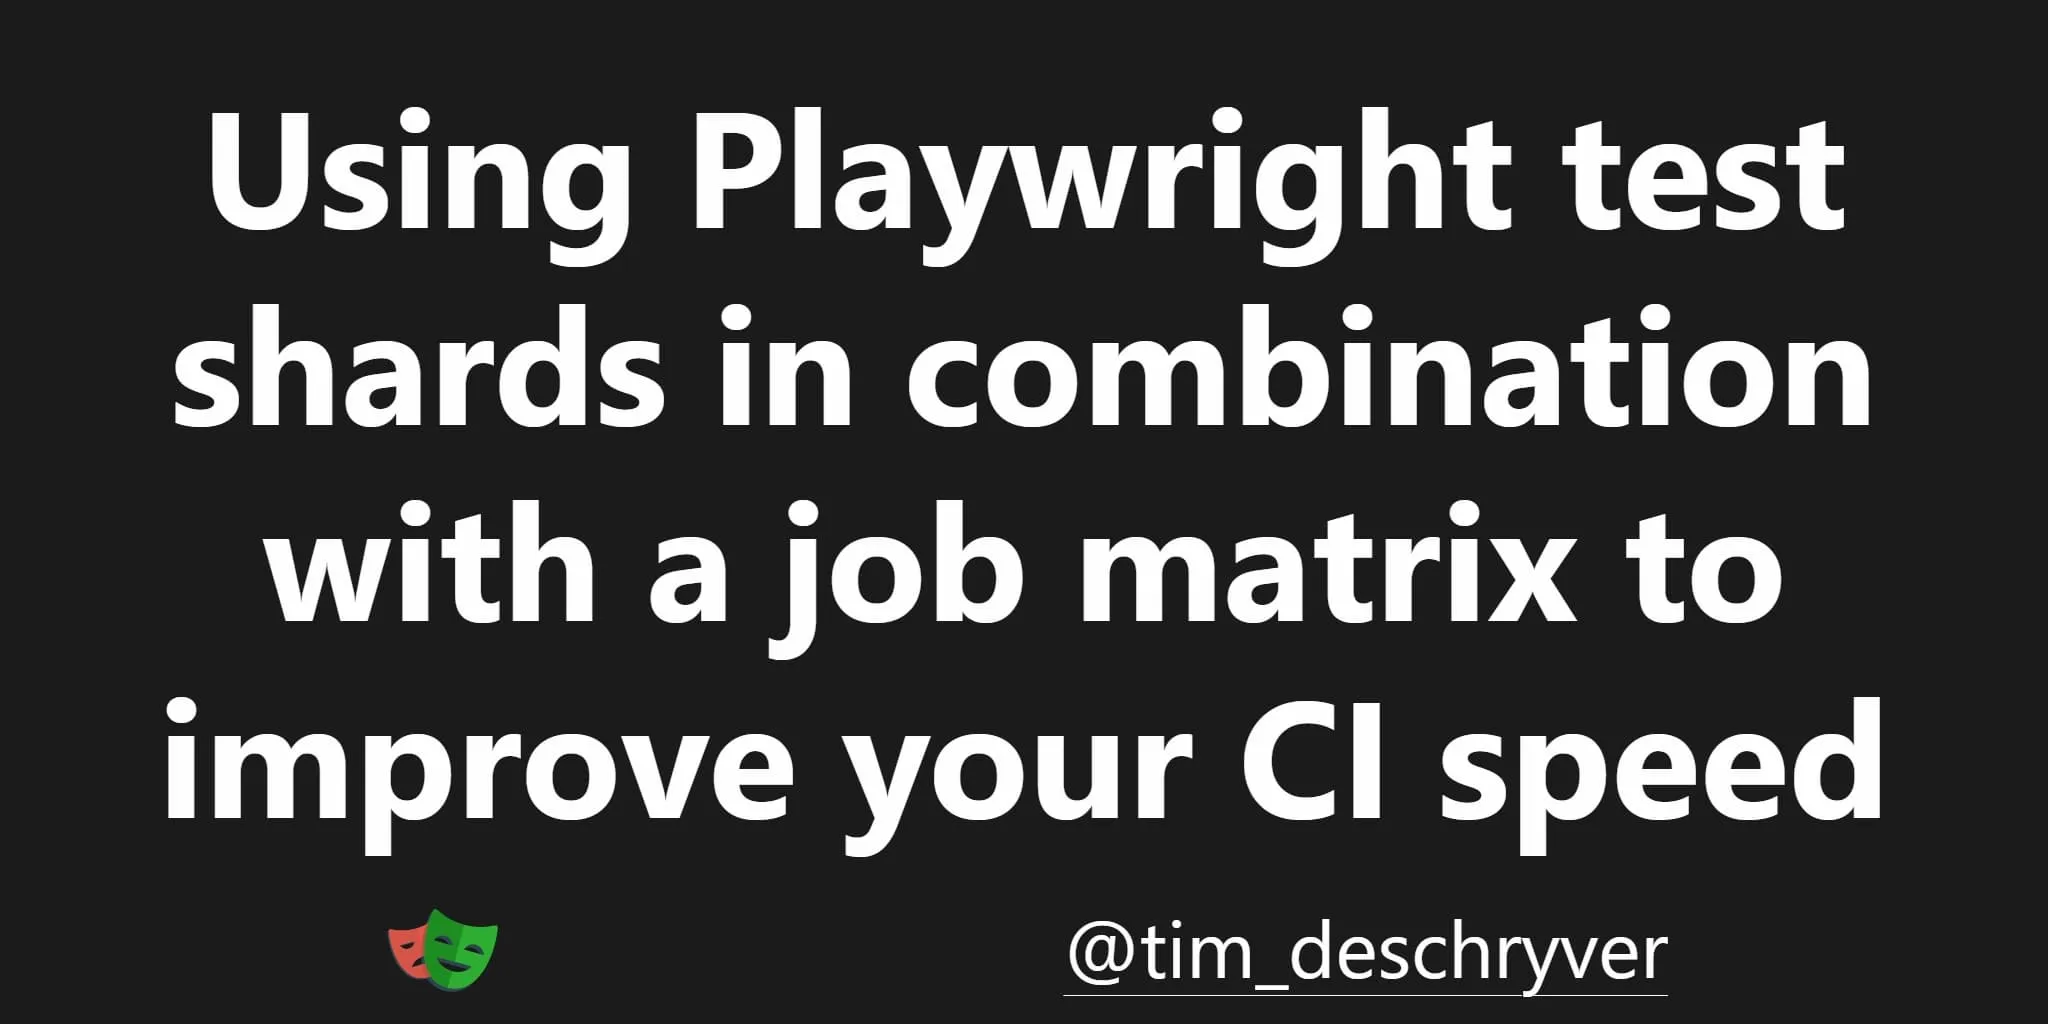 Using Playwright test
shards in combination
with a job matrix to
improve your CI speed
@tim_deschryver